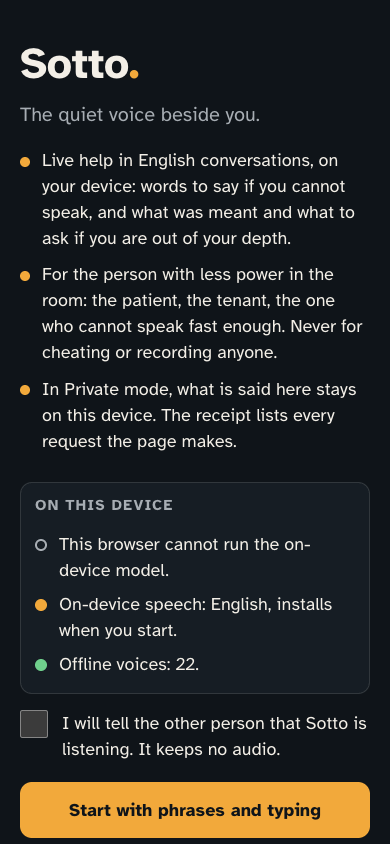 Sotto.
The quiet voice beside you.
Live help in English conversations, on
your device: words to say if you cannot
speak, and what was meant and what to
ask if you are out of your depth.
For the person with less power in the
room: the patient, the tenant, the one
who cannot speak fast enough. Never for
cheating or recording anyone.
In Private mode, what is said here stays
on this device. The receipt lists every
request the page makes.
ON THIS DEVICE
This browser cannot run the on-
device model.
On-device speech: English, installs
when you start.
Offline voices: 22.
I will tell the other person that Sotto is
listening. It keeps no audio.
Start with phrases and typing